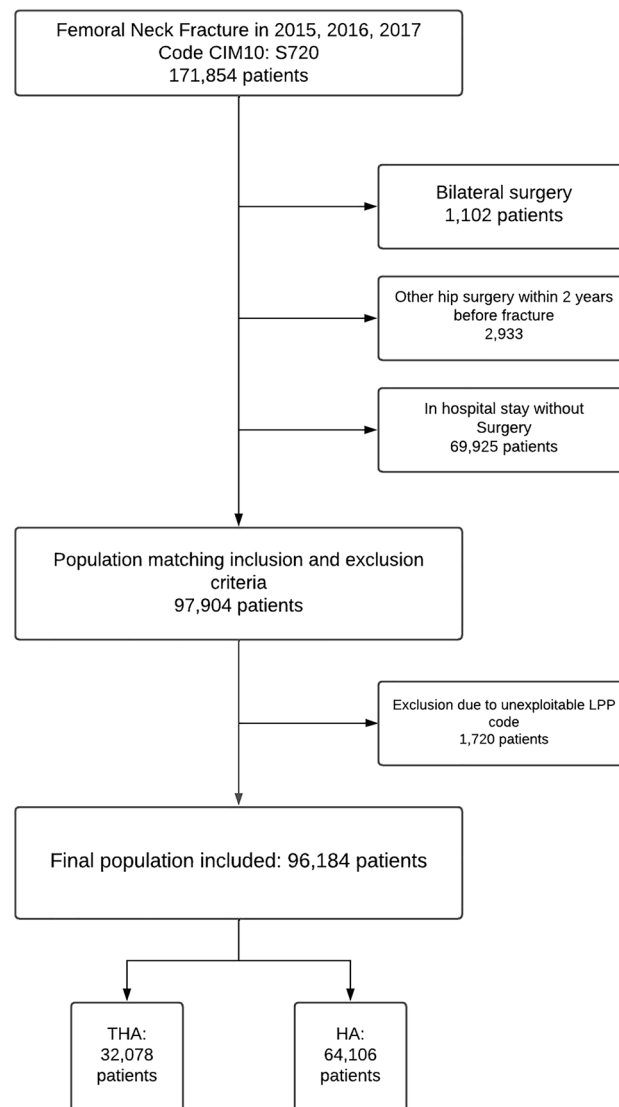 Femoral Neck Fracture in 2015, 2016, 2017
Code CIM10: S720
171,854 patients
Bilateral surgery
1,102 patients
Other hip surgery within 2 years
before fracture
2,933
In hospital stay without
Surgery
69,925 patients
Population matching inclusion and exclusion
criteria
97,904 patients
Exclusion due to unexploitable LPP
code
1,720 patients
Final population included: 96,184 patients
THA:
32,078
patients
HA:
64,106
patients